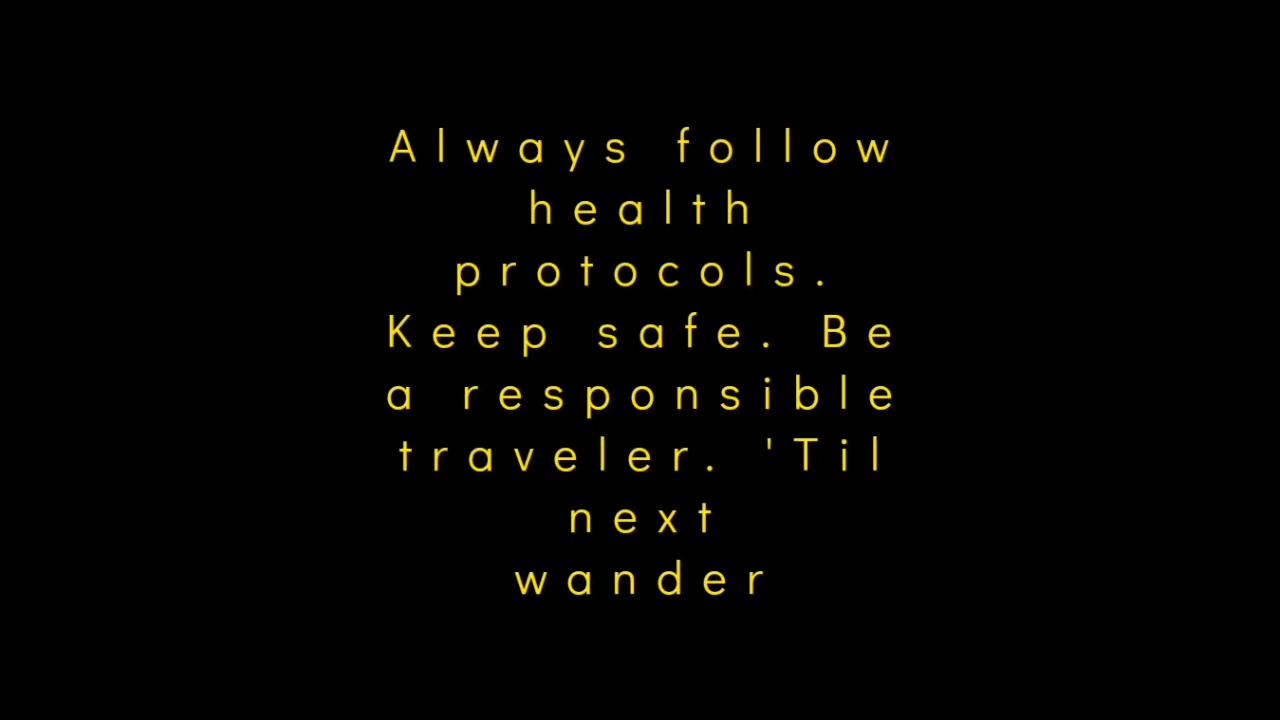 Always follow
health
protocols.
Keep safe. Be
a responsible
traveler. 'Til
next
wander